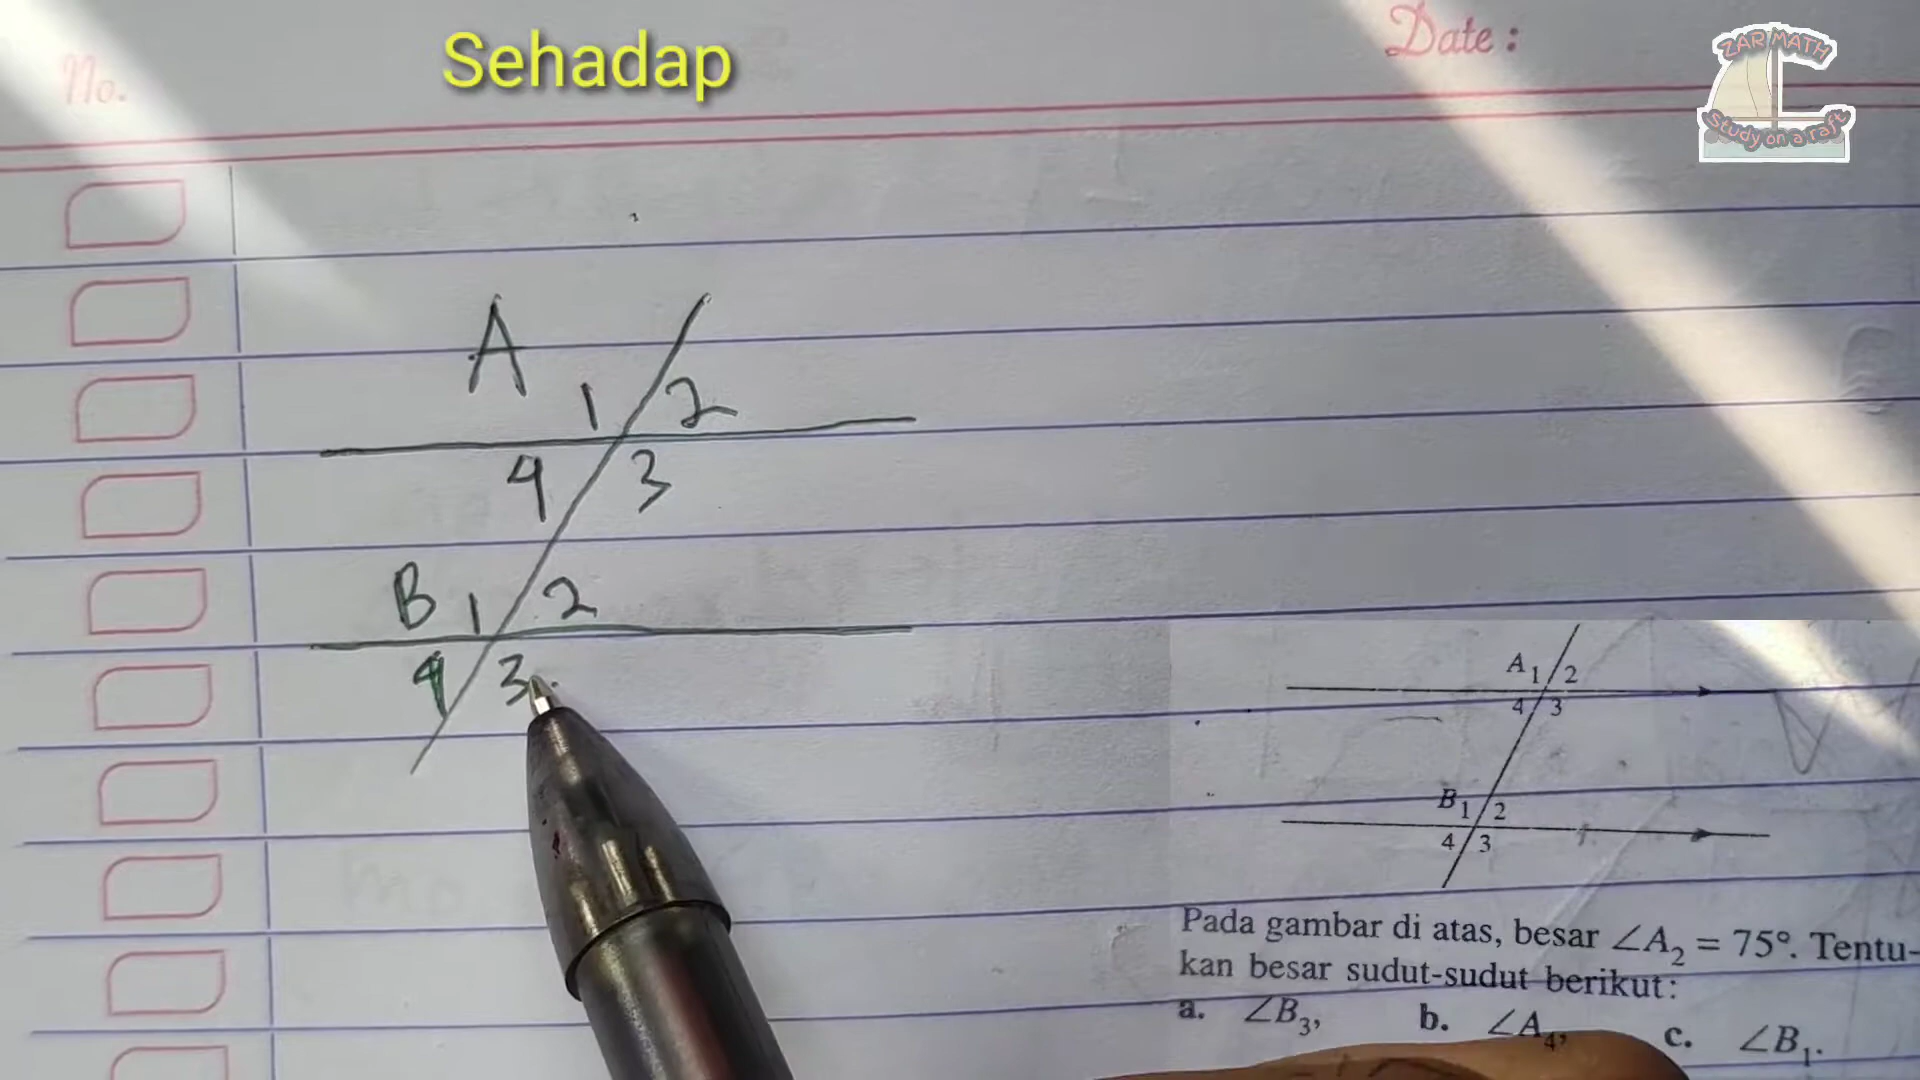 Sehadap
No.
Date :
ZAR MATH
Study on a raft
A
1 2
4 3
B 1 2
4 3
A 1 2
4 3
B 1 2
4 3
Pada gambar di atas, besar ∠A₂ = 75°. Tentu-
kan besar sudut-sudut berikut:
a. ∠B₃, b. ∠A₄, c. ∠B₁.